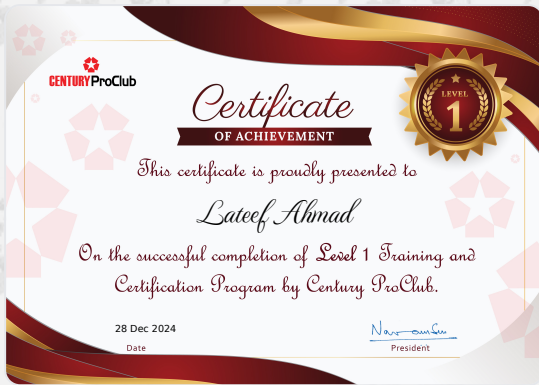 CENTURY ProClub
Certificate
OF ACHIEVEMENT
LEVEL
1
This certificate is proudly presented to
Lateef Ahmad
On the successful completion of Level 1 Training and
Certification Program by Century ProClub.
28 Dec 2024
Date
President